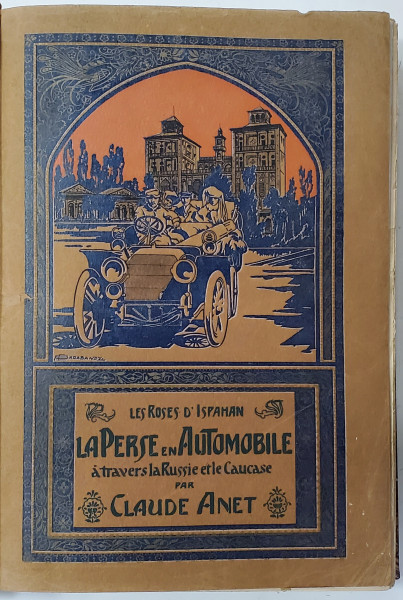 LES ROSES D'ISPAHAN
LA PERSE EN AUTOMOBILE
à travers la Russie et le Caucase
PAR
CLAUDE ANET